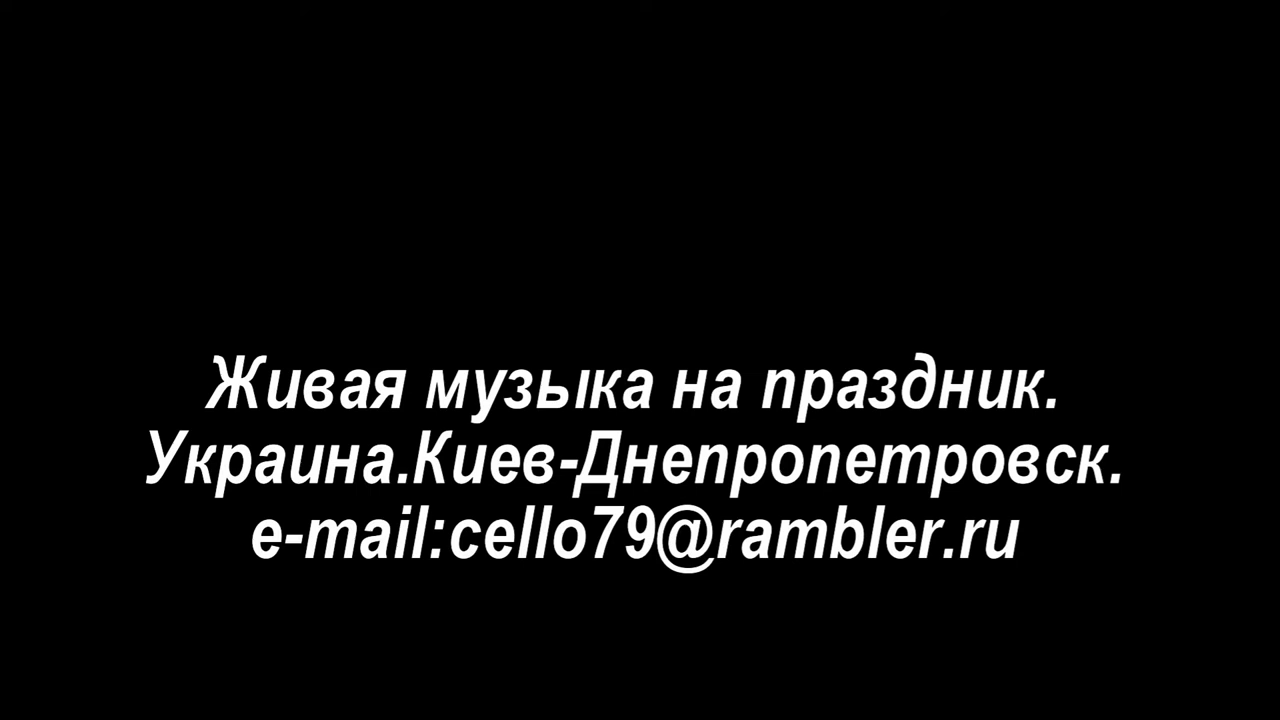 Живая музыка на праздник.
Украина.Киев-Днепропетровск.
e-mail:cello79@rambler.ru